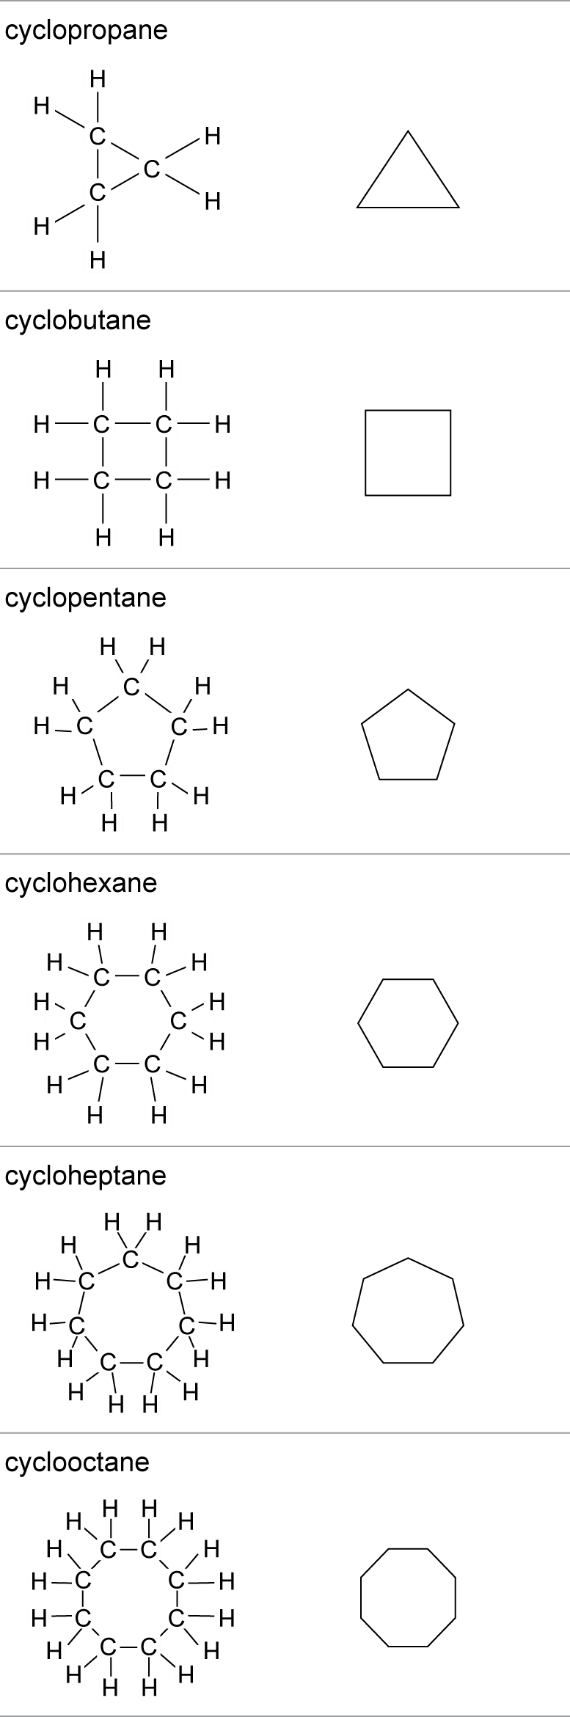 cyclopropane
H
H
H
C
C
C
H
H
H
cyclobutane
H H
H C C H
H C C H
H H
cyclopentane
H H
H C H
H C C H
C C
H H
H H
cyclohexane
H H
H C C H
H H
C C
H H
C C
H H
H H
cycloheptane
H H
H C H
H C C H
H C C H
H C C H
H H
H H
cyclooctane
H H
H H
H C C H
H C C H
H C C H
H C C H
H H
H H